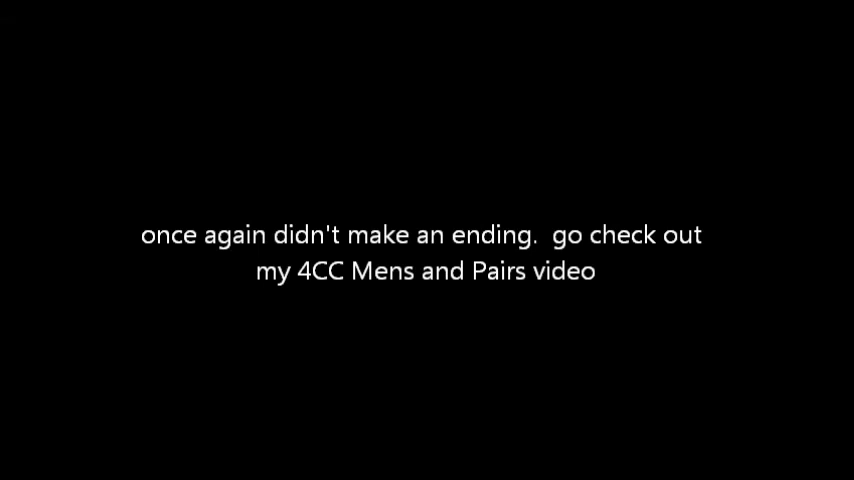 once again didn't make an ending.  go check out
my 4CC Mens and Pairs video